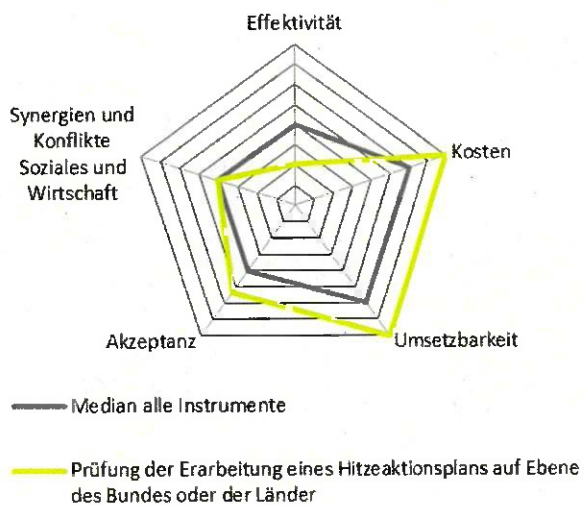 Effektivität
Synergien und
Konflikte
Soziales und
Wirtschaft
Kosten
Akzeptanz
Umsetzbarkeit
Median alle Instrumente
Prüfung der Erarbeitung eines Hitzeaktionsplans auf Ebene
des Bundes oder der Länder